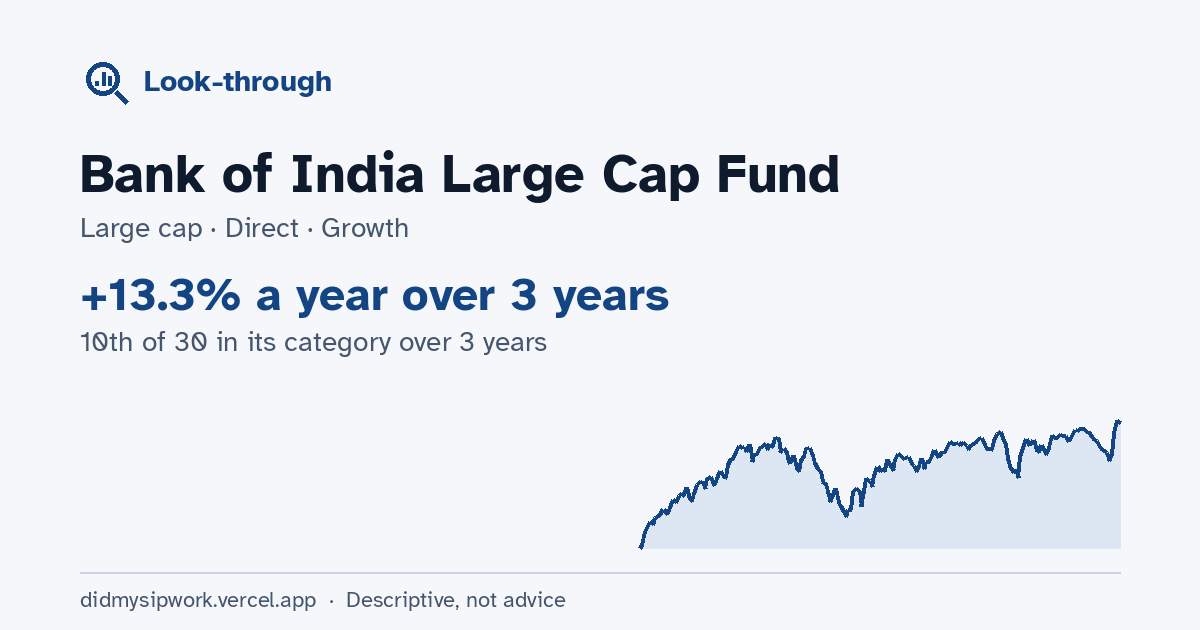 Look-through
Bank of India Large Cap Fund
Large cap · Direct · Growth
+13.3% a year over 3 years
10th of 30 in its category over 3 years
didmysipwork.vercel.app · Descriptive, not advice